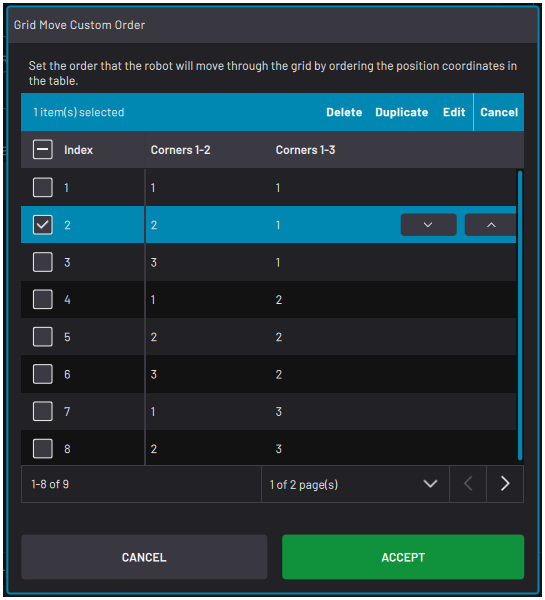 Grid Move Custom Order
Set the order that the robot will move through the grid by ordering the position coordinates in
the table.
1 item(s) selected Delete Duplicate Edit Cancel
Index Corners 1-2 Corners 1-3
1 1 1
2 2 1
3 3 1
4 1 2
5 2 2
6 3 2
7 1 3
8 2 3
1-8 of 9 1 of 2 page(s)
CANCEL ACCEPT